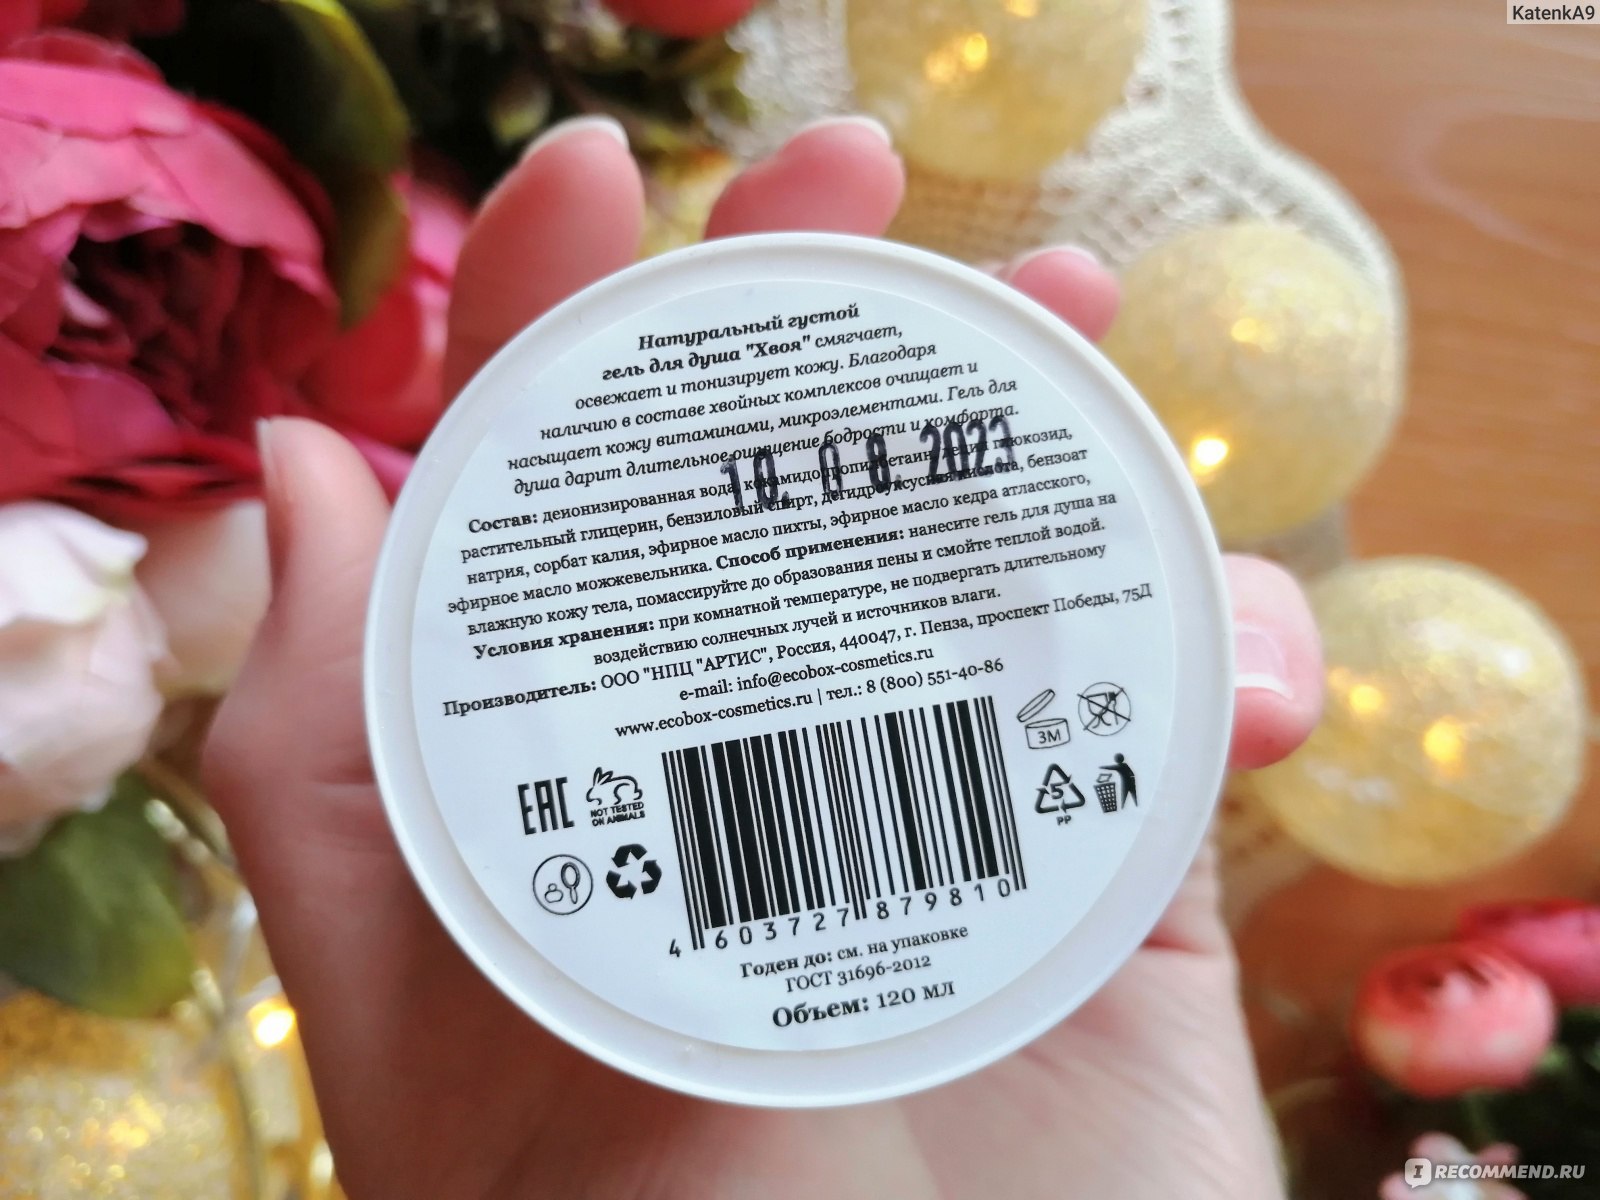 KatenkA9
Натуральный густой
гель для душа "Хвоя" смягчает,
освежает и тонизирует кожу. Благодаря
наличию в составе хвойных комплексов очищает и
насыщает кожу витаминами, микроэлементами. Гель для
душа дарит длительное ощущение бодрости и комфорта.
10.08.2023
Состав: деионизированная вода, кокамидопропилбетаин, децил глюкозид,
растительный глицерин, бензиловый спирт, дегидроуксусная кислота, бензоат
натрия, сорбат калия, эфирное масло пихты, эфирное масло кедра атласского,
эфирное масло можжевельника. Способ применения: нанесите гель для душа на
влажную кожу тела, помассируйте до образования пены и смойте теплой водой.
Условия хранения: при комнатной температуре, не подвергать длительному
воздействию солнечных лучей и источников влаги.
Производитель: ООО "НПЦ "АРТИС", Россия, 440047, г. Пенза, проспект Победы, 75Д
e-mail: info@ecobox-cosmetics.ru
www.ecobox-cosmetics.ru | тел.: 8 (800) 551-40-86
3М
EAC
NOT TESTED
ON ANIMALS
5
PP
4 603727 879810
Годен до: см. на упаковке
ГОСТ 31696-2012
Объем: 120 мл
IRECOMMEND.RU